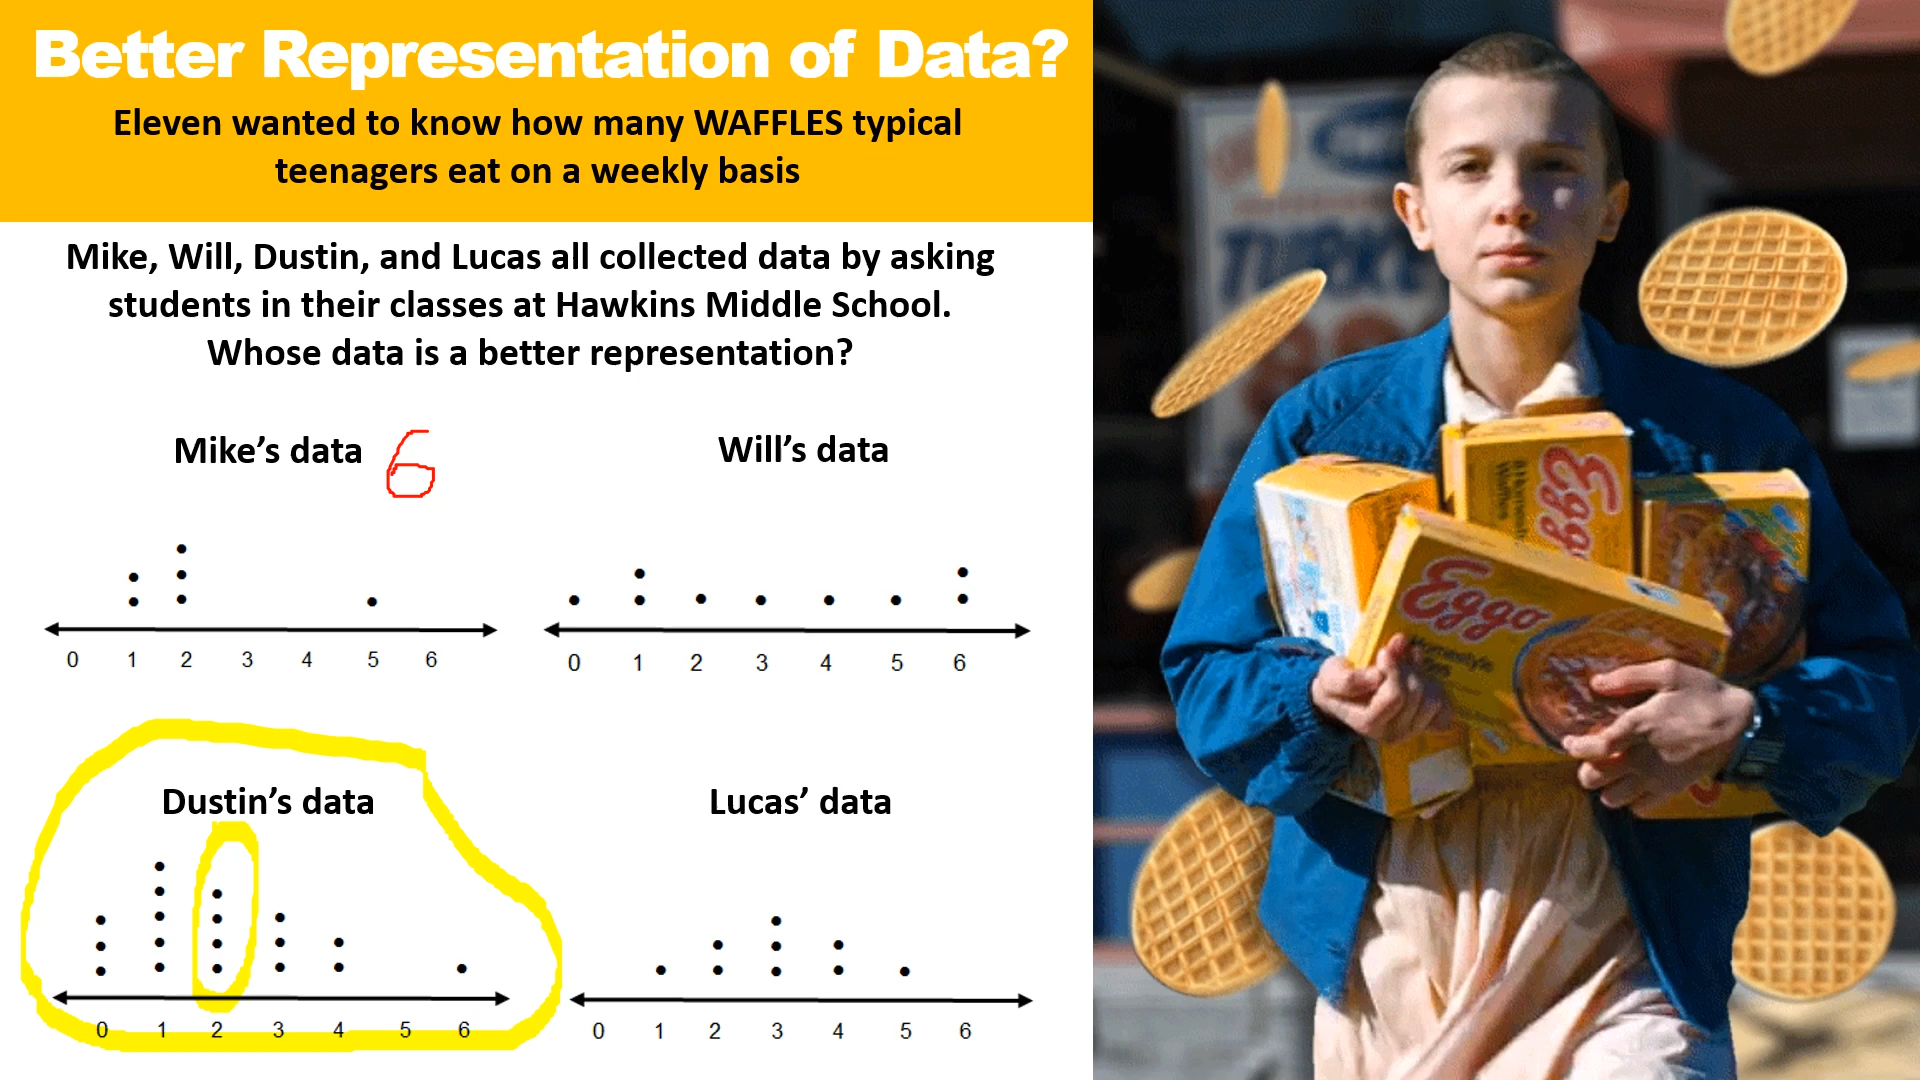 Better Representation of Data?
Eleven wanted to know how many WAFFLES typical
teenagers eat on a weekly basis
Mike, Will, Dustin, and Lucas all collected data by asking
students in their classes at Hawkins Middle School.
Whose data is a better representation?
Mike’s data 6
0 1 2 3 4 5 6
Will’s data
0 1 2 3 4 5 6
Dustin’s data
0 1 2 3 4 5 6
Lucas’ data
0 1 2 3 4 5 6
Eggo
Eggo
Homestyle